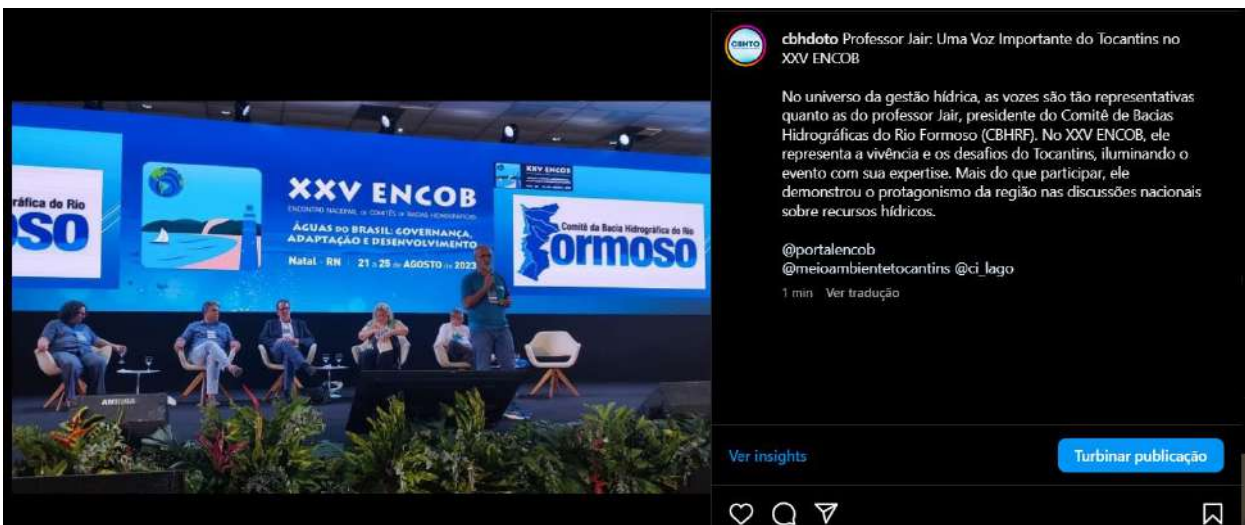 ráfica do Rio
SO
XXV ENCOB
ENCONTRO NACIONAL DE COMITÊS DE BACIAS HIDROGRÁFICAS
ÁGUAS DO BRASIL: GOVERNANÇA,
ADAPTAÇÃO E DESENVOLVIMENTO
Natal - RN | 21 a 25 de AGOSTO de 2023
XXV ENCOB
Comitê da Bacia Hidrográfica do Rio
Formoso
CBHTO
cbhdoto Professor Jair: Uma Voz Importante do Tocantins no
XXV ENCOB
No universo da gestão hídrica, as vozes são tão representativas
quanto as do professor Jair, presidente do Comitê de Bacias
Hidrográficas do Rio Formoso (CBHRF). No XXV ENCOB, ele
representa a vivência e os desafios do Tocantins, iluminando o
evento com sua expertise. Mais do que participar, ele
demonstrou o protagonismo da região nas discussões nacionais
sobre recursos hídricos.
@portalencob
@meioambientetocantins @ci_lago
1 min Ver tradução
Ver insights
Turbinar publicação